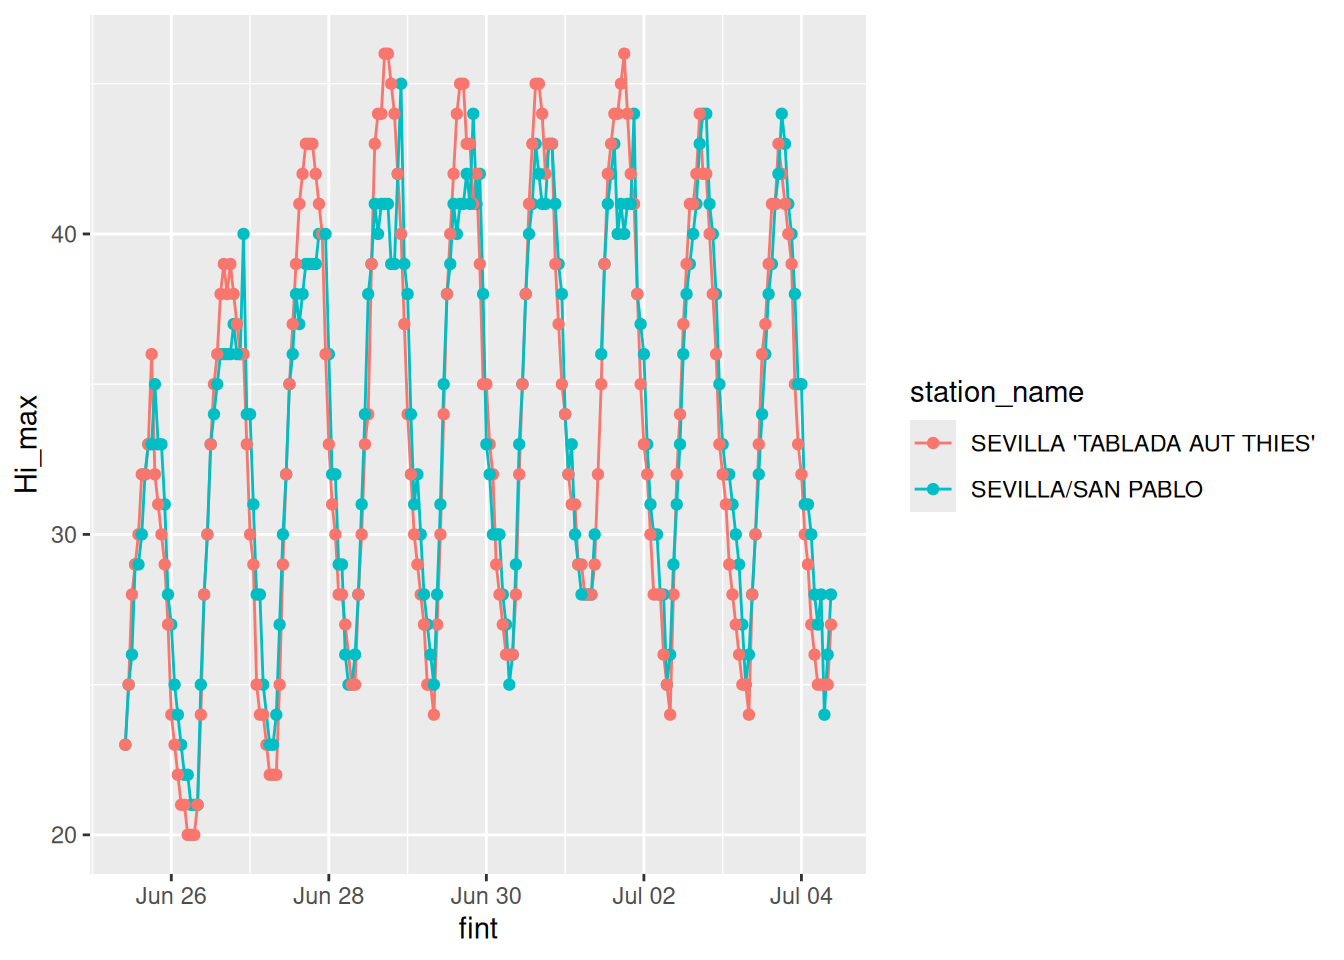 Hi_max
40
30
20
Jun 26
Jun 28
Jun 30
Jul 02
Jul 04
fint
station_name
SEVILLA 'TABLADA AUT THIES'
SEVILLA/SAN PABLO